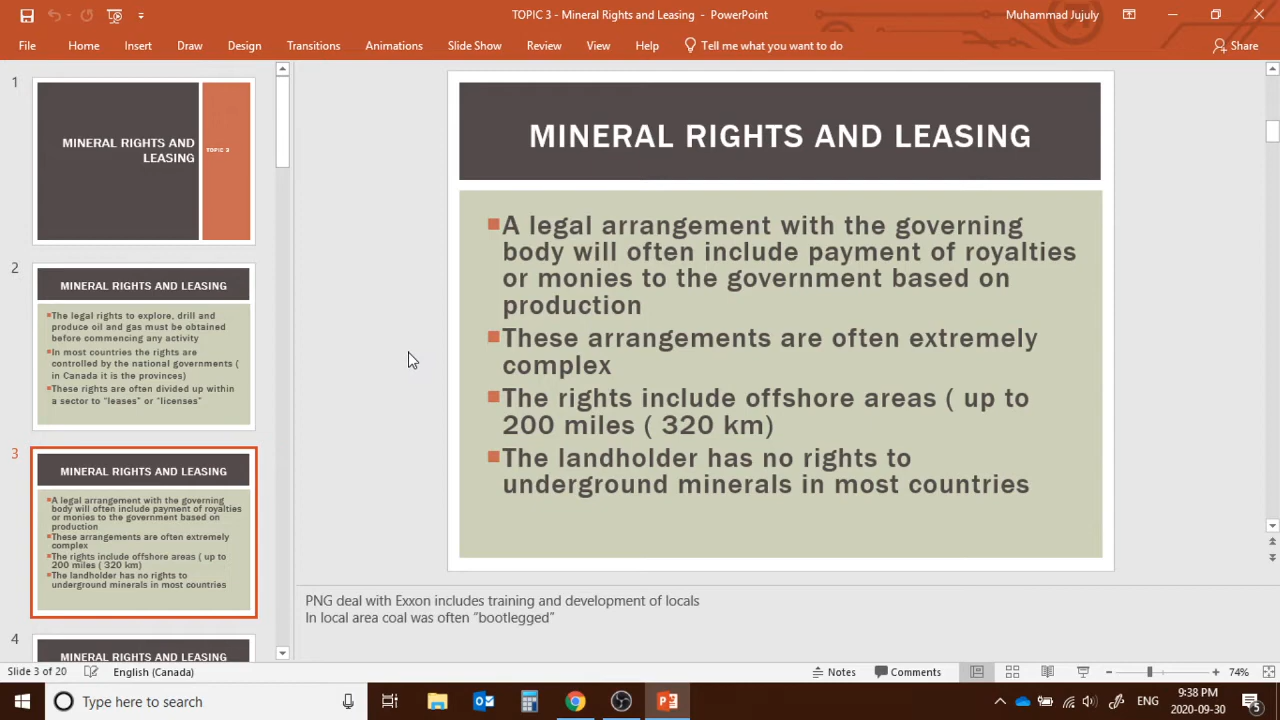 TOPIC 3 - Mineral Rights and Leasing - PowerPoint
Muhammad Jujuly
File Home Insert Draw Design Transitions Animations Slide Show Review View Help Tell me what you want to do Share
1
MINERAL RIGHTS AND
LEASING
TOPIC 3
2
MINERAL RIGHTS AND LEASING
The legal rights to explore, drill and
produce oil and gas must be obtained
before commencing any activity
In most countries the rights are
controlled by the national governments (
in Canada it is the provinces)
These rights are often divided up within
a sector to "leases" or "licenses"
3
MINERAL RIGHTS AND LEASING
A legal arrangement with the governing
body will often include payment of royalties
or monies to the government based on
production
These arrangements are often extremely
complex
The rights include offshore areas ( up to
200 miles ( 320 km)
The landholder has no rights to
underground minerals in most countries
4
MINERAL RIGHTS AND LEASING
MINERAL RIGHTS AND LEASING
A legal arrangement with the governing
body will often include payment of royalties
or monies to the government based on
production
These arrangements are often extremely
complex
The rights include offshore areas ( up to
200 miles ( 320 km)
The landholder has no rights to
underground minerals in most countries
PNG deal with Exxon includes training and development of locals
In local area coal was often "bootlegged"
Slide 3 of 20 English (Canada) Notes Comments 74%
Type here to search
ENG
9:38 PM
2020-09-30
5